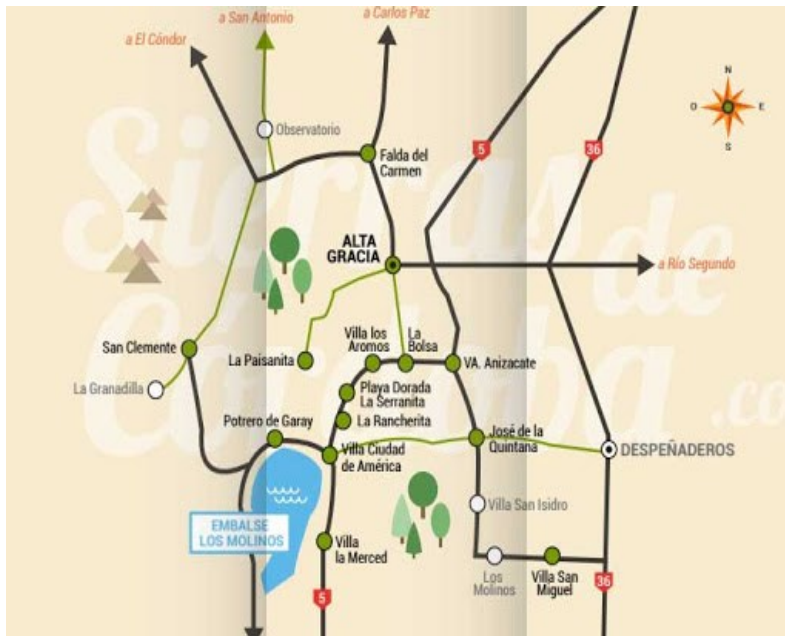 a San Antonio
a Carlos Paz
a El Cóndor
N
O
E
S
Observatorio
5
36
Falda del
Carmen
Sierras
de
Córdoba
.co
ALTA
GRACIA
a Río Segundo
San Clemente
La Paisanita
Villa los
Aromos
La
Bolsa
VA. Anizacate
La Granadilla
Playa Dorada
La Serranita
La Rancherita
Potrero de Garay
José de la
Quintana
Villa Ciudad
de América
DESPEÑADEROS
Villa San Isidro
EMBALSE
LOS MOLINOS
Villa
la Merced
Los
Molinos
Villa San
Miguel
36
5